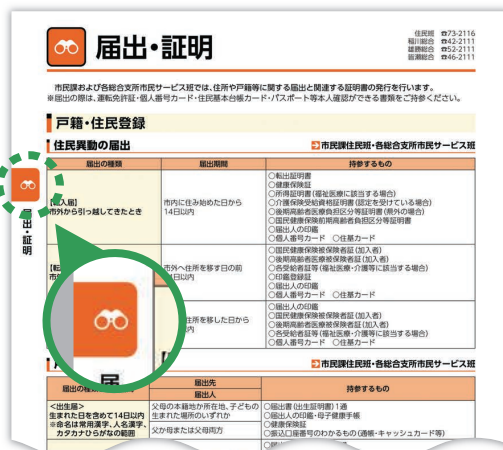 届出・証明
住民班 ☎73-2116
稲川総合 ☎42-2111
雄勝総合 ☎52-2111
皆瀬総合 ☎46-2111
市民課および各総合支所市民サービス班では、住所や戸籍等に関する届出と関連する証明書の発行を行います。
※届出の際は、運転免許証・個人番号カード・住民基本台帳カード・パスポート等本人確認ができる書類をご持参ください。
戸籍・住民登録
住民異動の届出
市民課住民班・各総合支所市民サービス班
届出の種類 届出期間 持参するもの
市外から引っ越してきたとき
市内に住み始めた日から
14日以内
○転出証明書
○健康保険証
○所得証明書(福祉医療に該当する場合)
○介護保険受給資格証明書(認定を受けている場合)
○後期高齢者医療負担区分等証明書(県外の場合)
○国民健康保険前期高齢者負担区分等証明書
○届出人の印鑑
○個人番号カード ○住基カード
【転
市外
市外へ住所を移す日の前
14日以内
○国民健康保険被保険者証(加入者)
○後期高齢者医療被保険者証(加入者)
○各受給者証等(福祉医療・介護等に該当する場合)
○印鑑登録証
○届出人の印鑑
○個人番号カード ○住基カード
住所を移した日から
以内
○届出人の印鑑
○国民健康保険被保険者証(加入者)
○後期高齢者医療被保険者証(加入者)
○各受給者証等(福祉医療・介護等に該当する場合)
○個人番号カード ○住基カード
届出・証明
届
市民課住民班・各総合支所市民サービス班
届出の種 届出先 持参するもの
届出人
<出生届>
生まれた日を含めて14日以内
※命名は常用漢字、人名漢字、
カタカナひらがなの範囲
父母の本籍地か所在地、子どもの
生まれた場所のいずれか
父か母または父母両方
○届出書(出生証明書)1通
○届出人の印鑑・母子健康手帳
○健康保険証
○振込口座番号のわかるもの(通帳・キャッシュカード等)